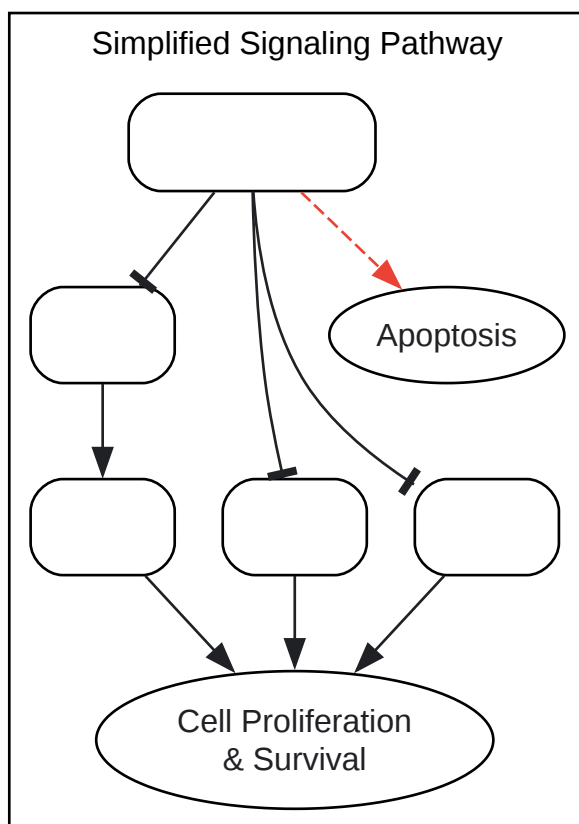 Simplified Signaling Pathway
Apoptosis
Cell Proliferation
& Survival